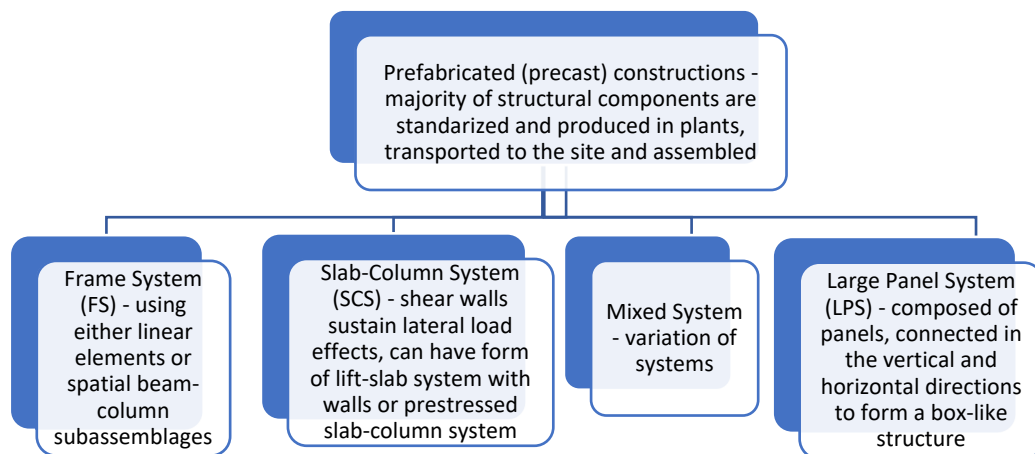 Prefabricated (precast) constructions -
majority of structural components are
standarized and produced in plants,
transported to the site and assembled
Frame System
(FS) - using
either linear
elements or
spatial beam-
column
subassemblages
Slab-Column System
(SCS) - shear walls
sustain lateral load
effects, can have form
of lift-slab system with
walls or prestressed
slab-column system
Mixed System
- variation of
systems
Large Panel System
(LPS) - composed of
panels, connected in
the vertical and
horizontal directions
to form a box-like
structure